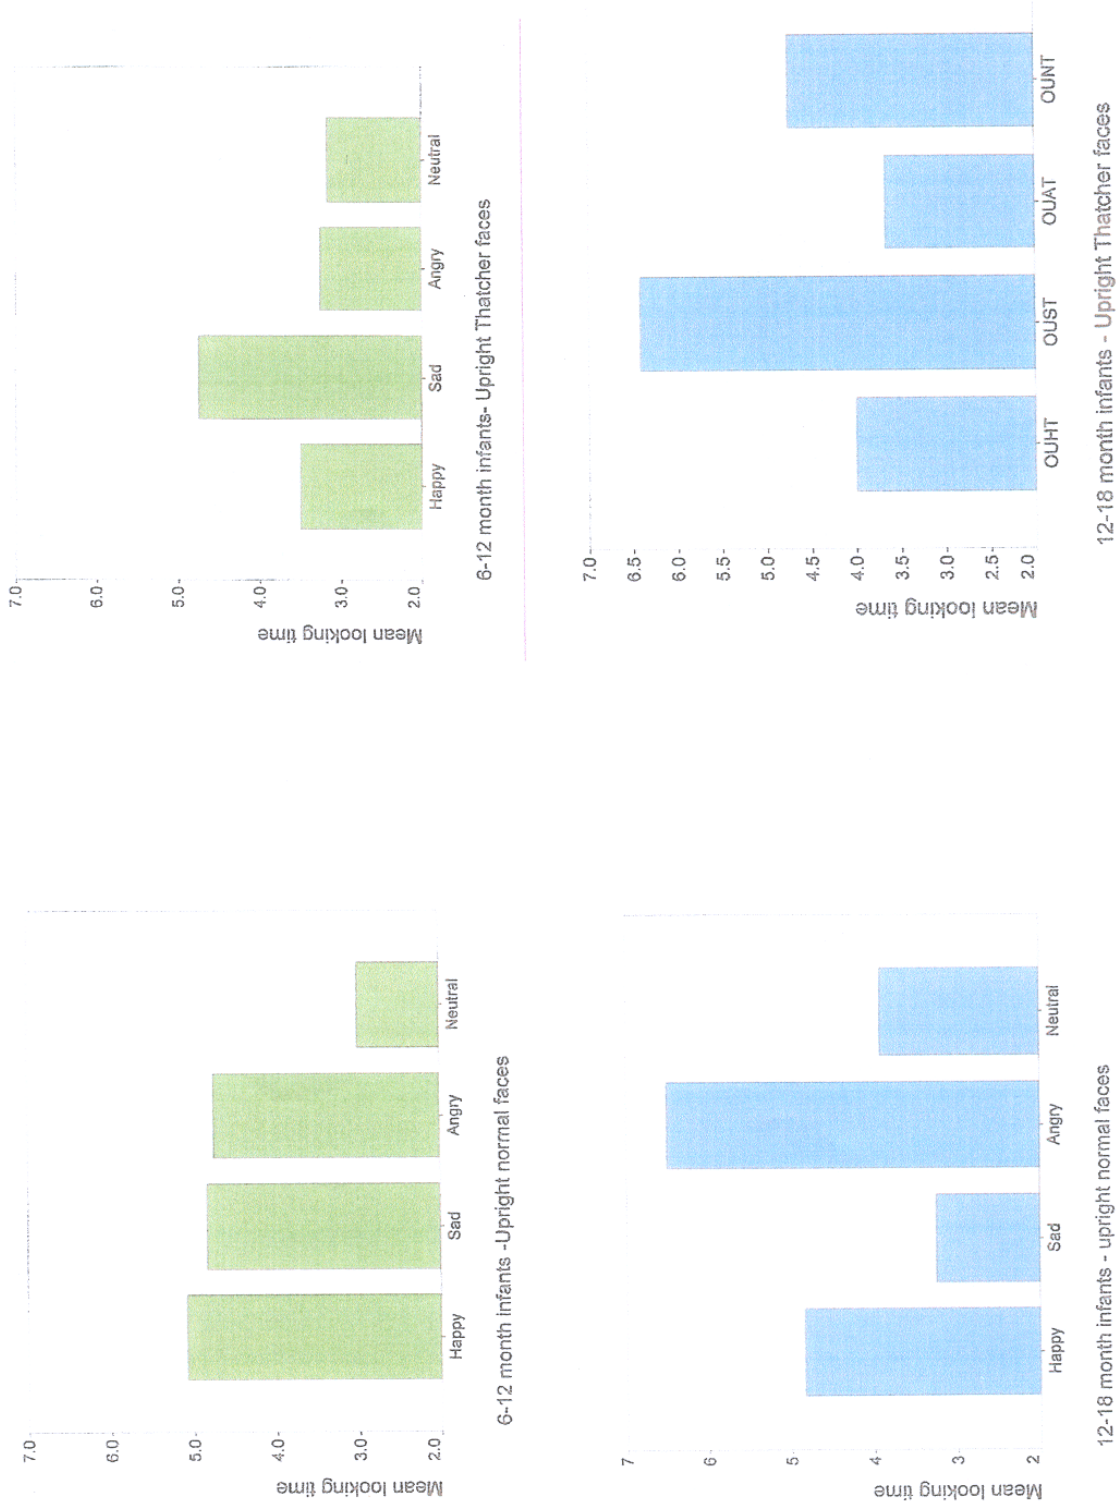 Mean looking time
7.0
6.0
5.0
4.0
3.0
2.0
Happy Sad Angry Neutral
6-12 month infants -Upright normal faces
Mean looking time
7.0
6.0
5.0
4.0
3.0
2.0
Happy Sad Angry Neutral
6-12 month infants- Upright Thatcher faces
Mean looking time
7
6
5
4
3
2
Happy Sad Angry Neutral
12-18 month infants - upright normal faces
Mean looking time
7.0
6.5
6.0
5.5
5.0
4.5
4.0
3.5
3.0
2.5
2.0
OUHT OUST OUAT OUNT
12-18 month infants - Upright Thatcher faces